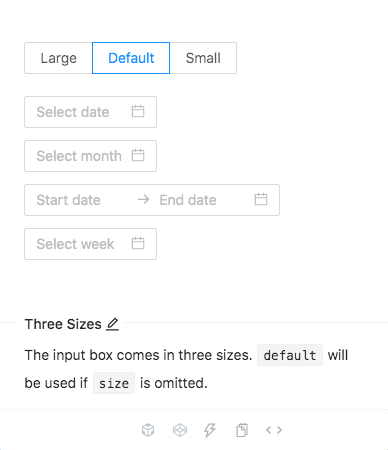 Large Default Small
Select date
Select month
Start date → End date
Select week
Three Sizes
The input box comes in three sizes. default will
be used if size is omitted.